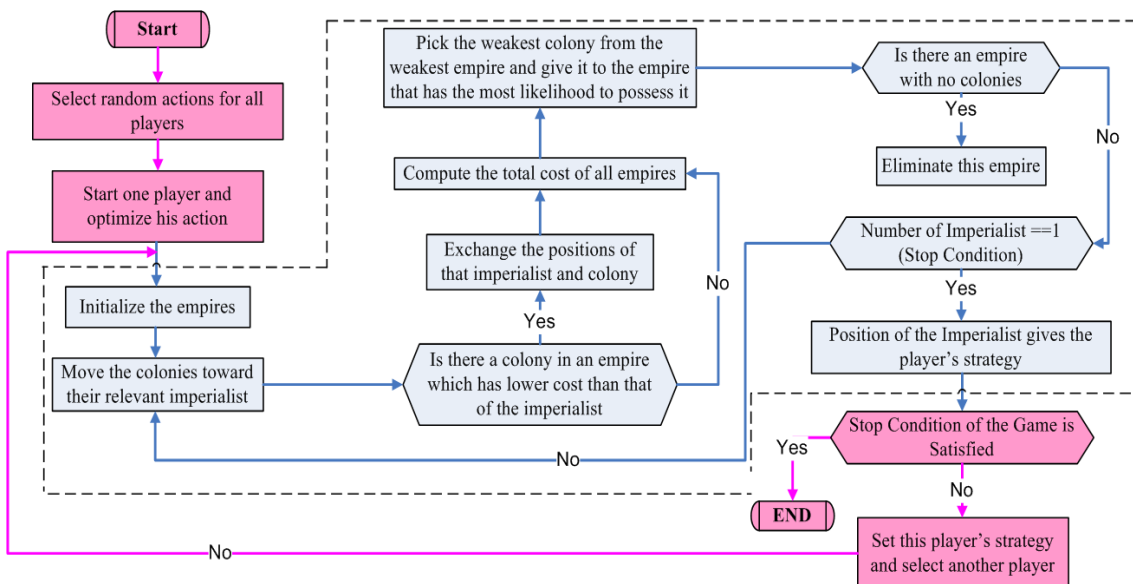 Start
Select random actions for all
players
Start one player and
optimize his action
Initialize the empires
Move the colonies toward
their relevant imperialist
Is there a colony in an empire
which has lower cost than that
of the imperialist
Yes
No
Exchange the positions of
that imperialist and colony
Compute the total cost of all empires
Pick the weakest colony from the
weakest empire and give it to the empire
that has the most likelihood to possess it
Is there an empire
with no colonies
Yes
No
Eliminate this empire
Number of Imperialist ==1
(Stop Condition)
Yes
No
Position of the Imperialist gives the
player's strategy
Stop Condition of the Game is
Satisfied
Yes
No
END
Set this player's strategy
and select another player
No